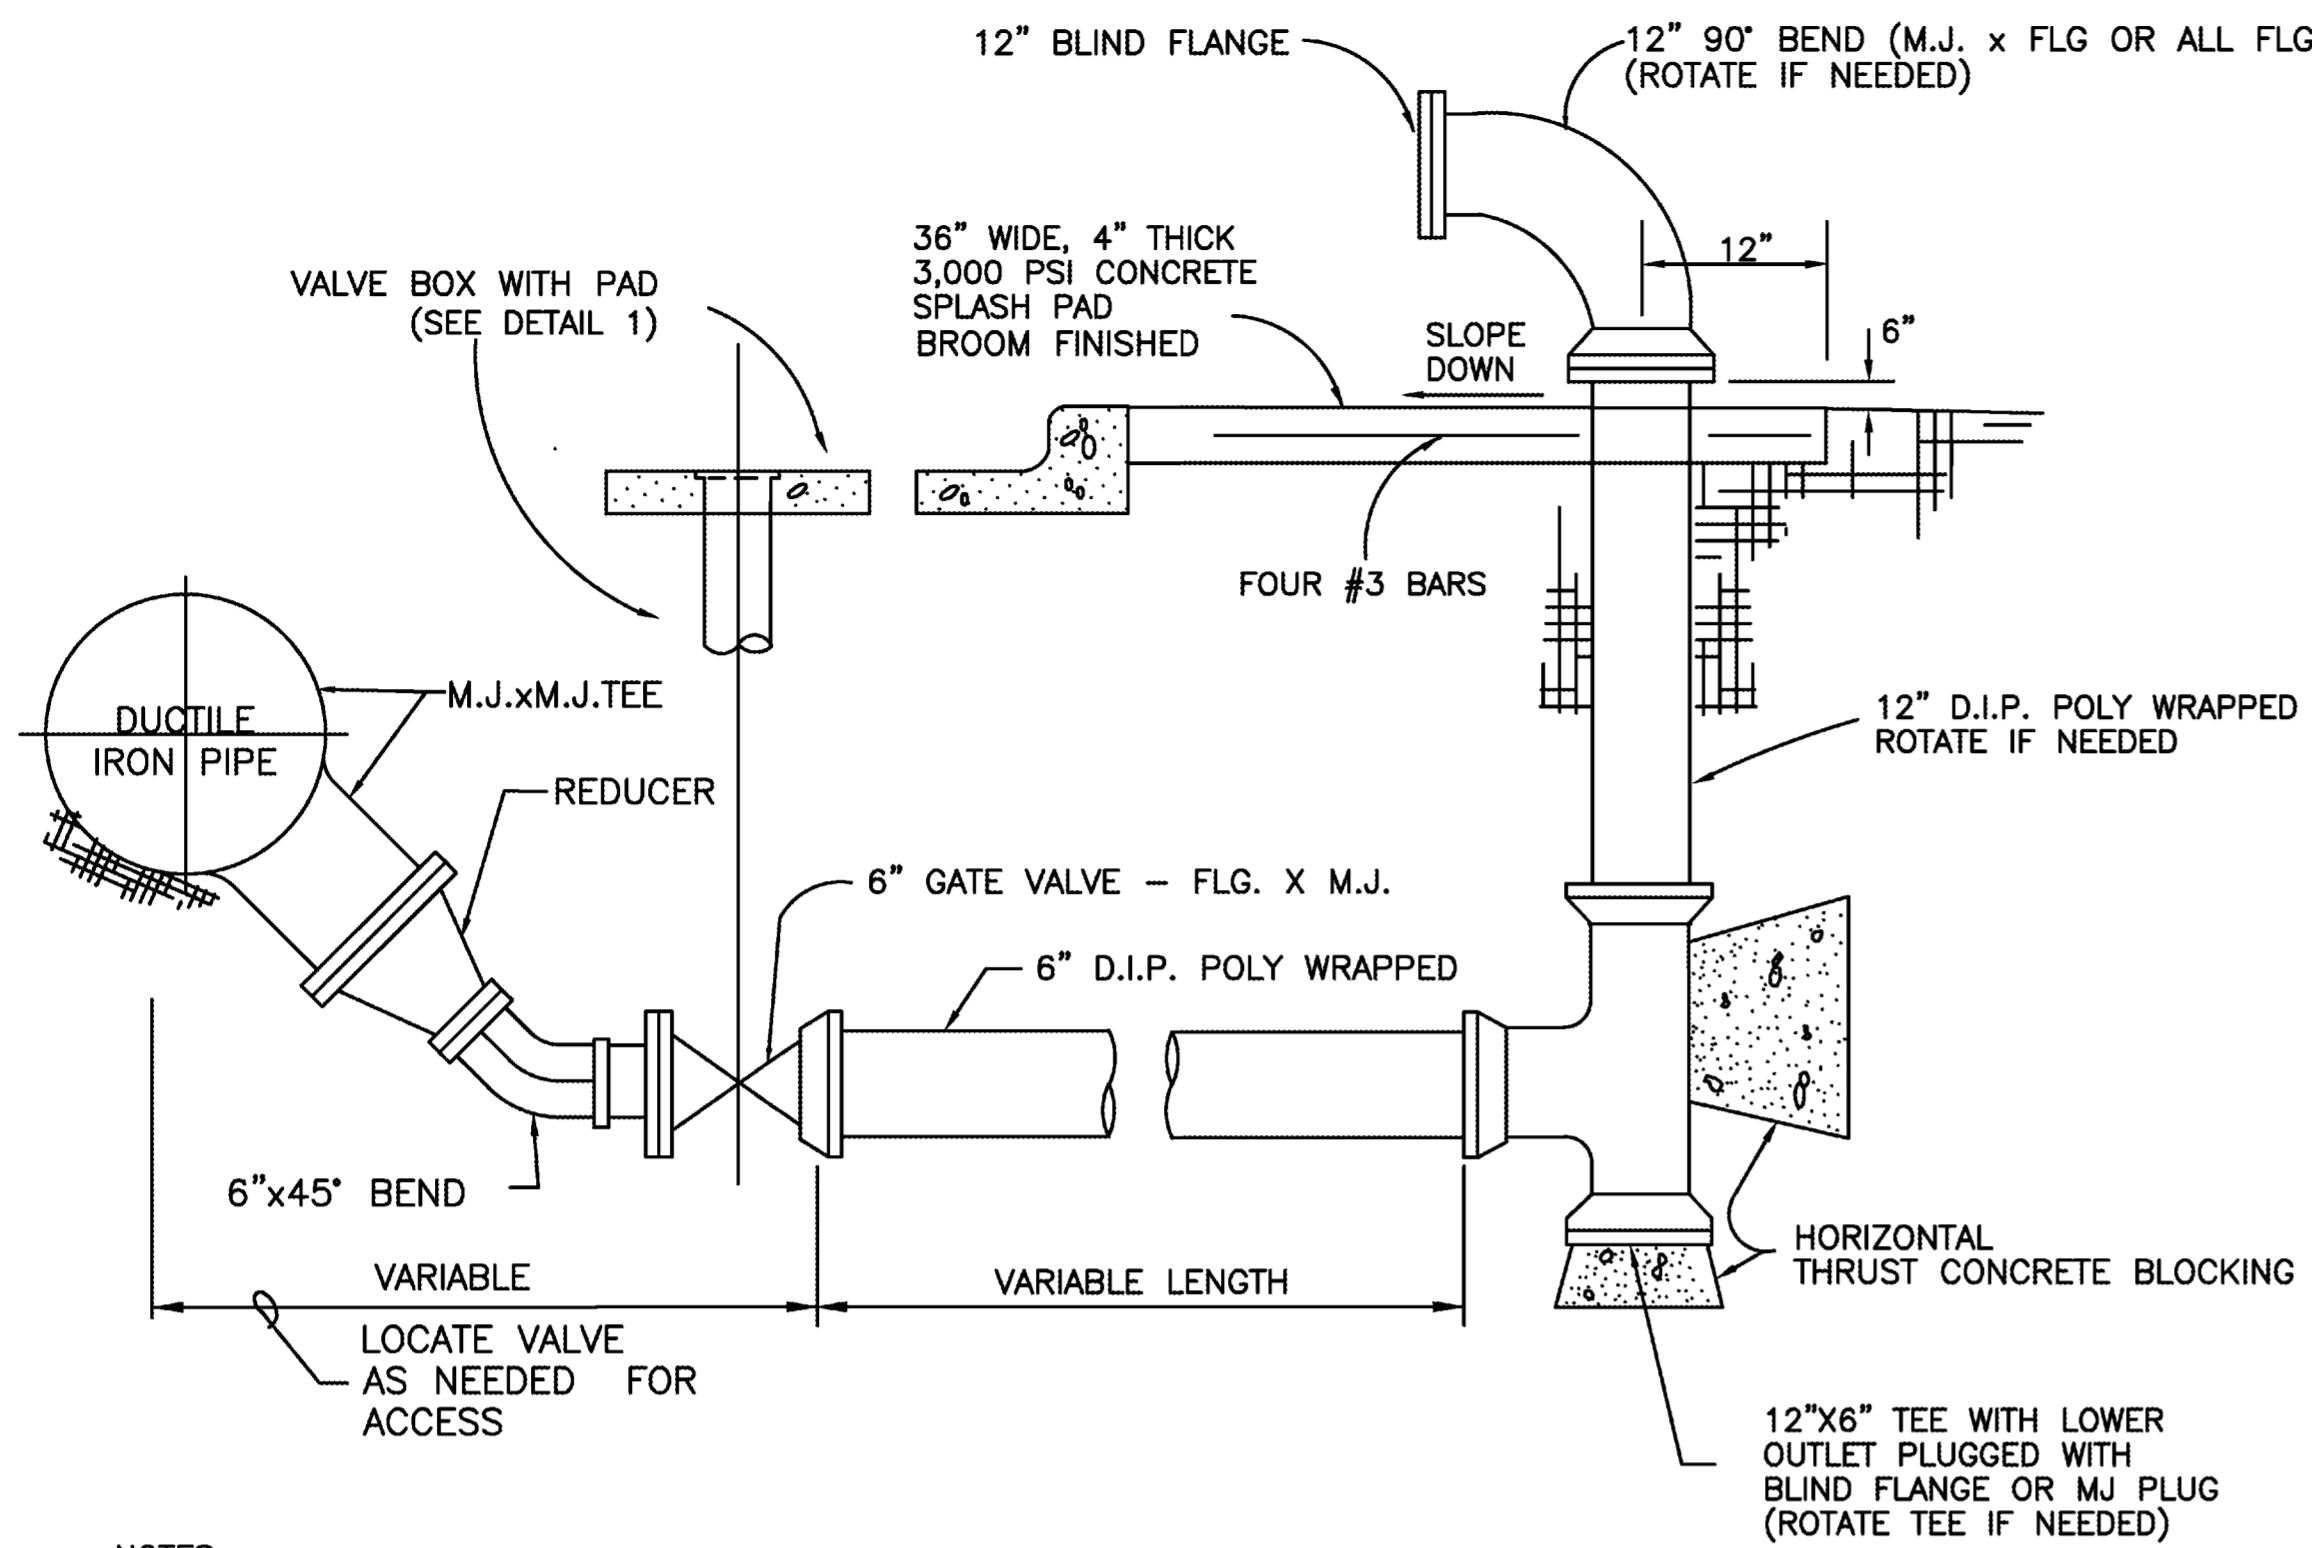 12” BLIND FLANGE
12” 90° BEND (M.J. x FLG OR ALL FLG
(ROTATE IF NEEDED)
36” WIDE, 4” THICK
3,000 PSI CONCRETE
SPLASH PAD
BROOM FINISHED
12”
VALVE BOX WITH PAD
(SEE DETAIL 1)
SLOPE
DOWN
6”
FOUR #3 BARS
M.J.xM.J.TEE
DUCTILE
IRON PIPE
12” D.I.P. POLY WRAPPED
ROTATE IF NEEDED
REDUCER
6” GATE VALVE – FLG. X M.J.
6” D.I.P. POLY WRAPPED
6”x45° BEND
HORIZONTAL
THRUST CONCRETE BLOCKING
VARIABLE
VARIABLE LENGTH
LOCATE VALVE
AS NEEDED FOR
ACCESS
12”X6” TEE WITH LOWER
OUTLET PLUGGED WITH
BLIND FLANGE OR MJ PLUG
(ROTATE TEE IF NEEDED)